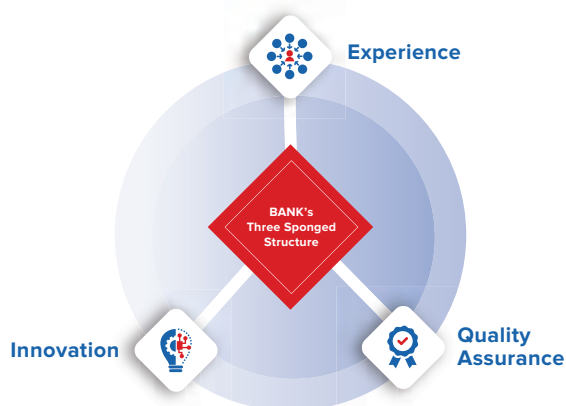 Experience
BANK's
Three Sponged
Structure
Innovation
Quality
Assurance